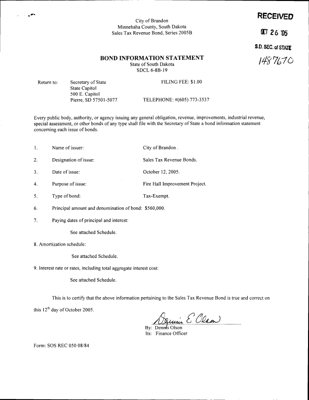 City of Brandon
Minnehaha County, South Dakota
Sales Tax Revenue Bond, Series 2005B
RECEIVED
OCT 26 '05
S.D. SEC. of STATE
1487670
BOND INFORMATION STATEMENT
State of South Dakota
SDCL 6-8B-19
Return to: Secretary of State FILING FEE: $1.00
State Capitol
500 E. Capitol
Pierre, SD 57501-5077 TELEPHONE: #(605) 773-3537
Every public body, authority, or agency issuing any general obligation, revenue, improvements, industrial revenue,
special assessment, or other bonds of any type shall file with the Secretary of State a bond information statement
concerning each issue of bonds.
1. Name of issuer: City of Brandon
2. Designation of issue: Sales Tax Revenue Bonds.
3. Date of issue: October 12, 2005.
4. Purpose of issue: Fire Hall Improvement Project.
5. Type of bond: Tax-Exempt.
6. Principal amount and denomination of bond: $500,000.
7. Paying dates of principal and interest:
See attached Schedule.
8. Amortization schedule:
See attached Schedule.
9. Interest rate or rates, including total aggregate interest cost:
See attached Schedule.
This is to certify that the above information pertaining to the Sales Tax Revenue Bond is true and correct on
this 12th day of October 2005.
Dennis E Olson
By: Dennis Olson
Its: Finance Officer
Form: SOS REC 050 08/84